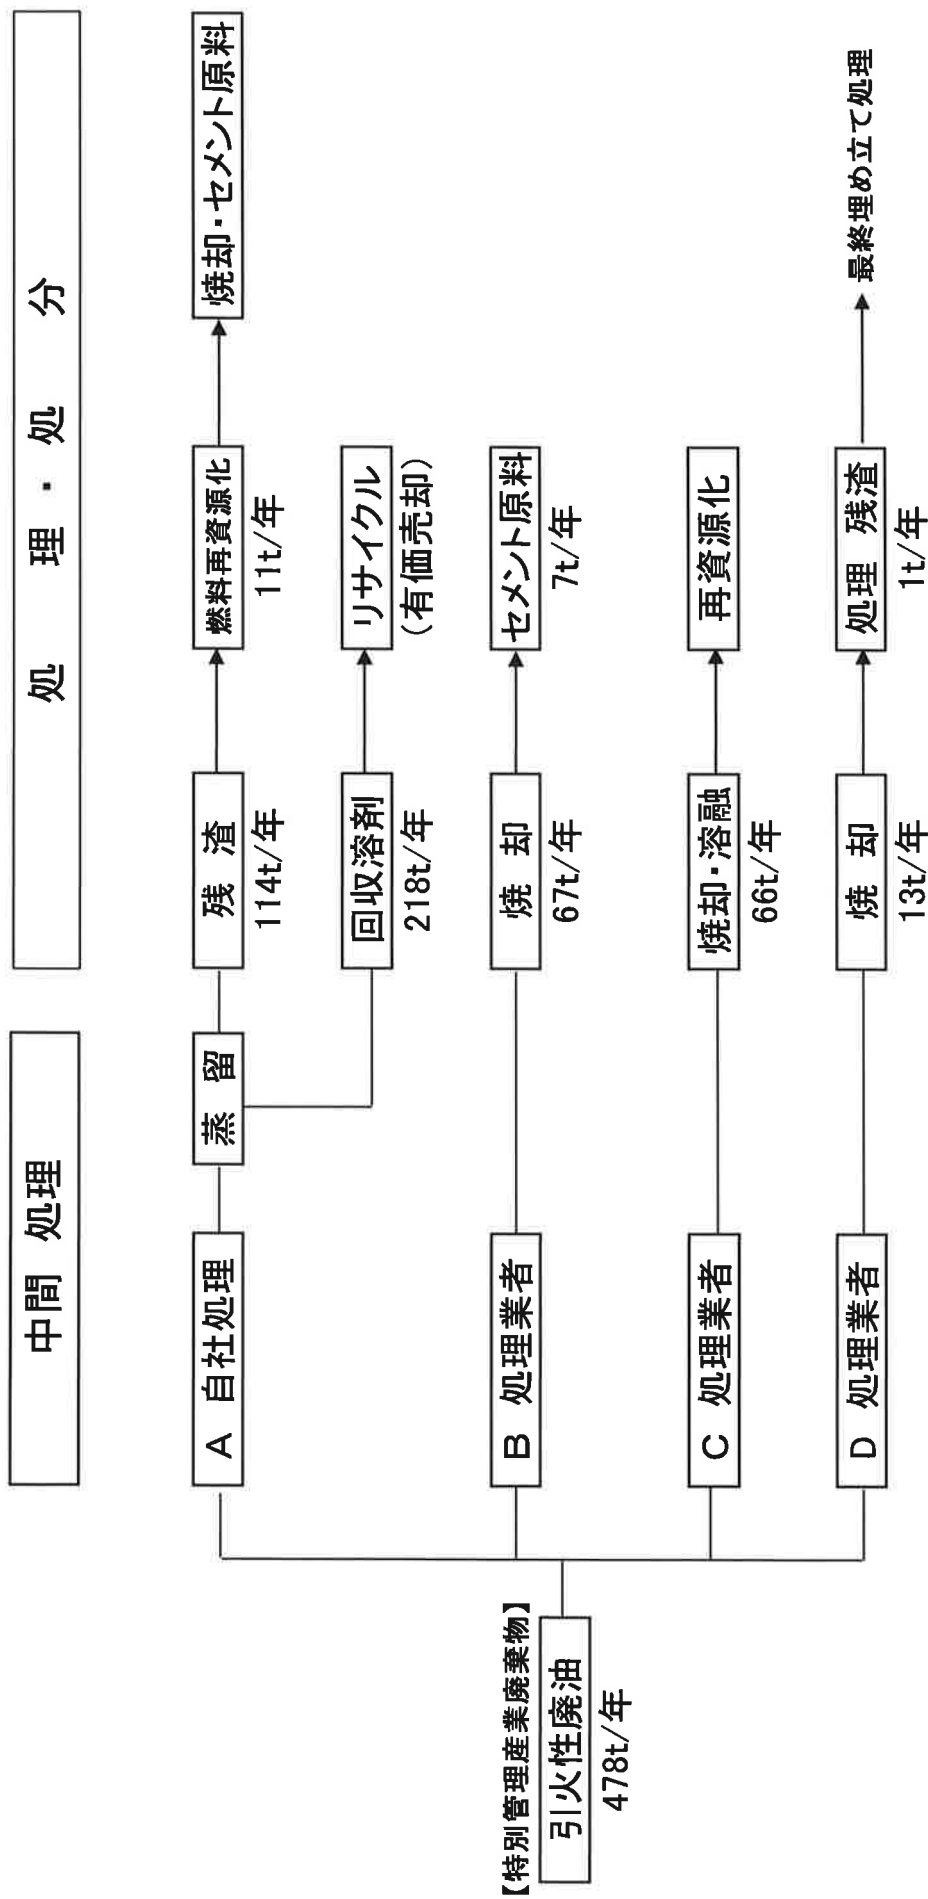 中間 処理
処 理 ・ 処 分
【特別管理産業廃棄物】
引火性廃油
478t/年
A 自社処理
蒸 留
残 渣
114t/年
燃料再資源化
11t/年
焼却・セメント原料
回収溶剤
218t/年
リサイクル
(有価売却)
B 処理業者
焼 却
67t/年
セメント原料
7t/年
C 処理業者
焼却・溶融
66t/年
再資源化
D 処理業者
焼 却
13t/年
処理 残渣
1t/年
最終埋め立て処理